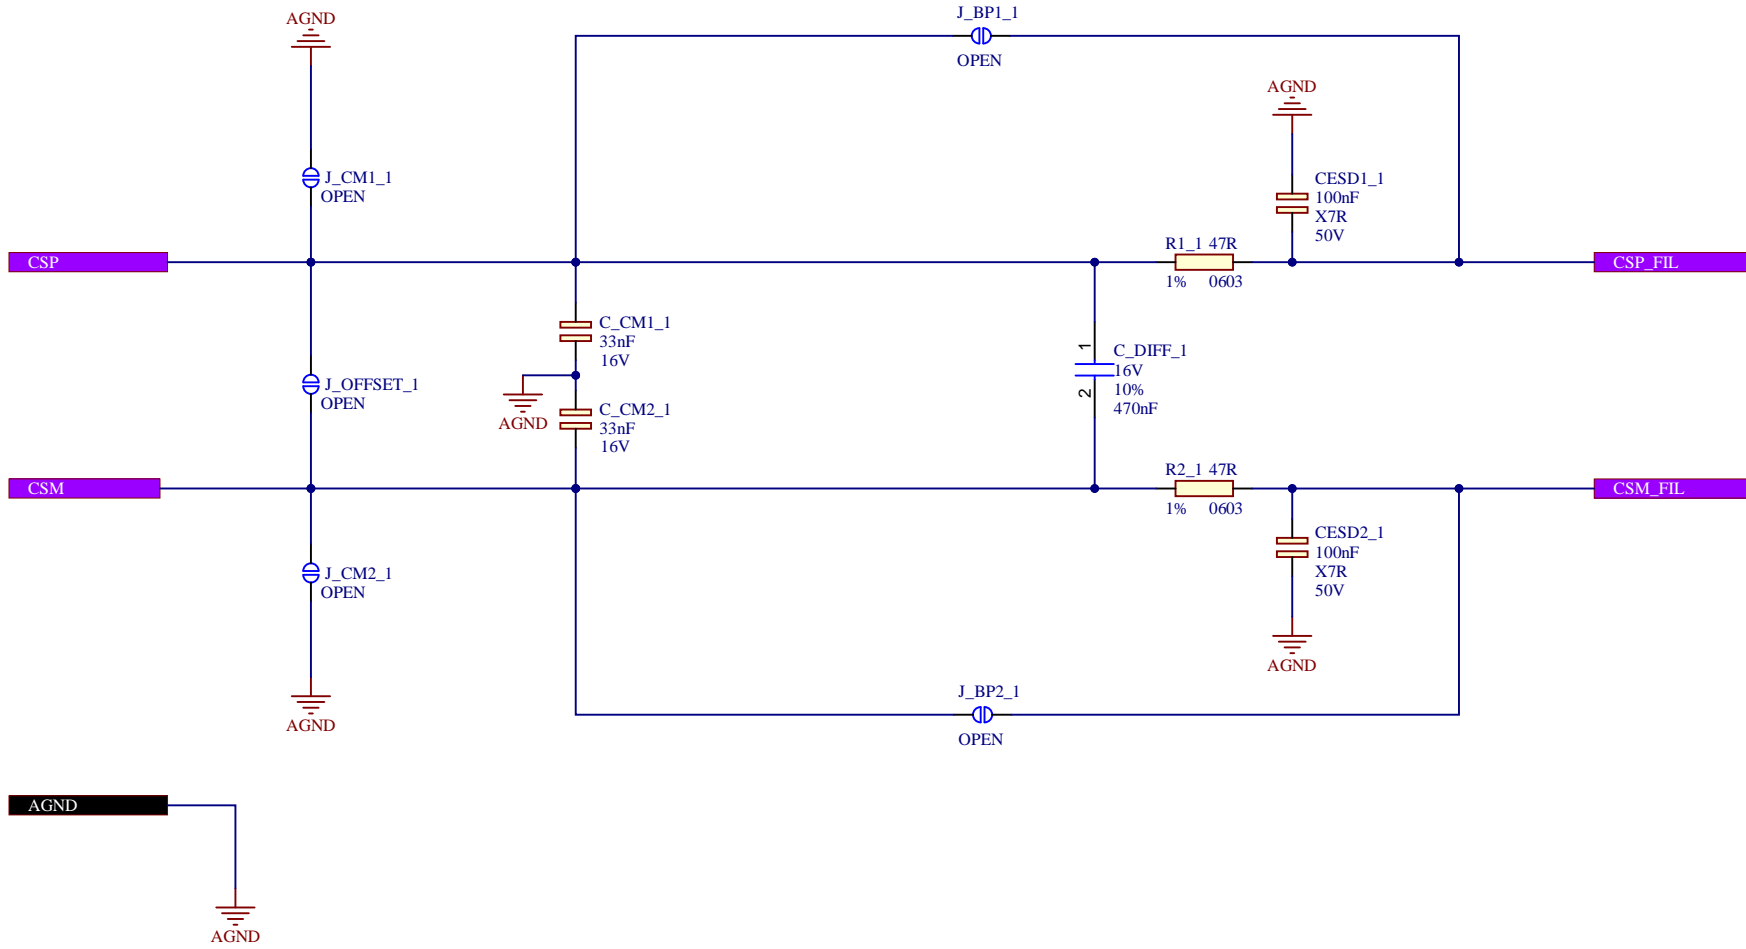 AGND
J_BP1_1
OPEN
AGND
J_CM1_1
OPEN
CESD1_1
100nF
X7R
50V
CSP
R1_1 47R
1% 0603
CSP_FIL
C_CM1_1
33nF
16V
J_OFFSET_1
OPEN
AGND
C_CM2_1
33nF
16V
1
2
C_DIFF_1
16V
10%
470nF
CSM
R2_1 47R
1% 0603
CSM_FIL
CESD2_1
100nF
X7R
50V
AGND
J_CM2_1
OPEN
AGND
J_BP2_1
OPEN
AGND
AGND